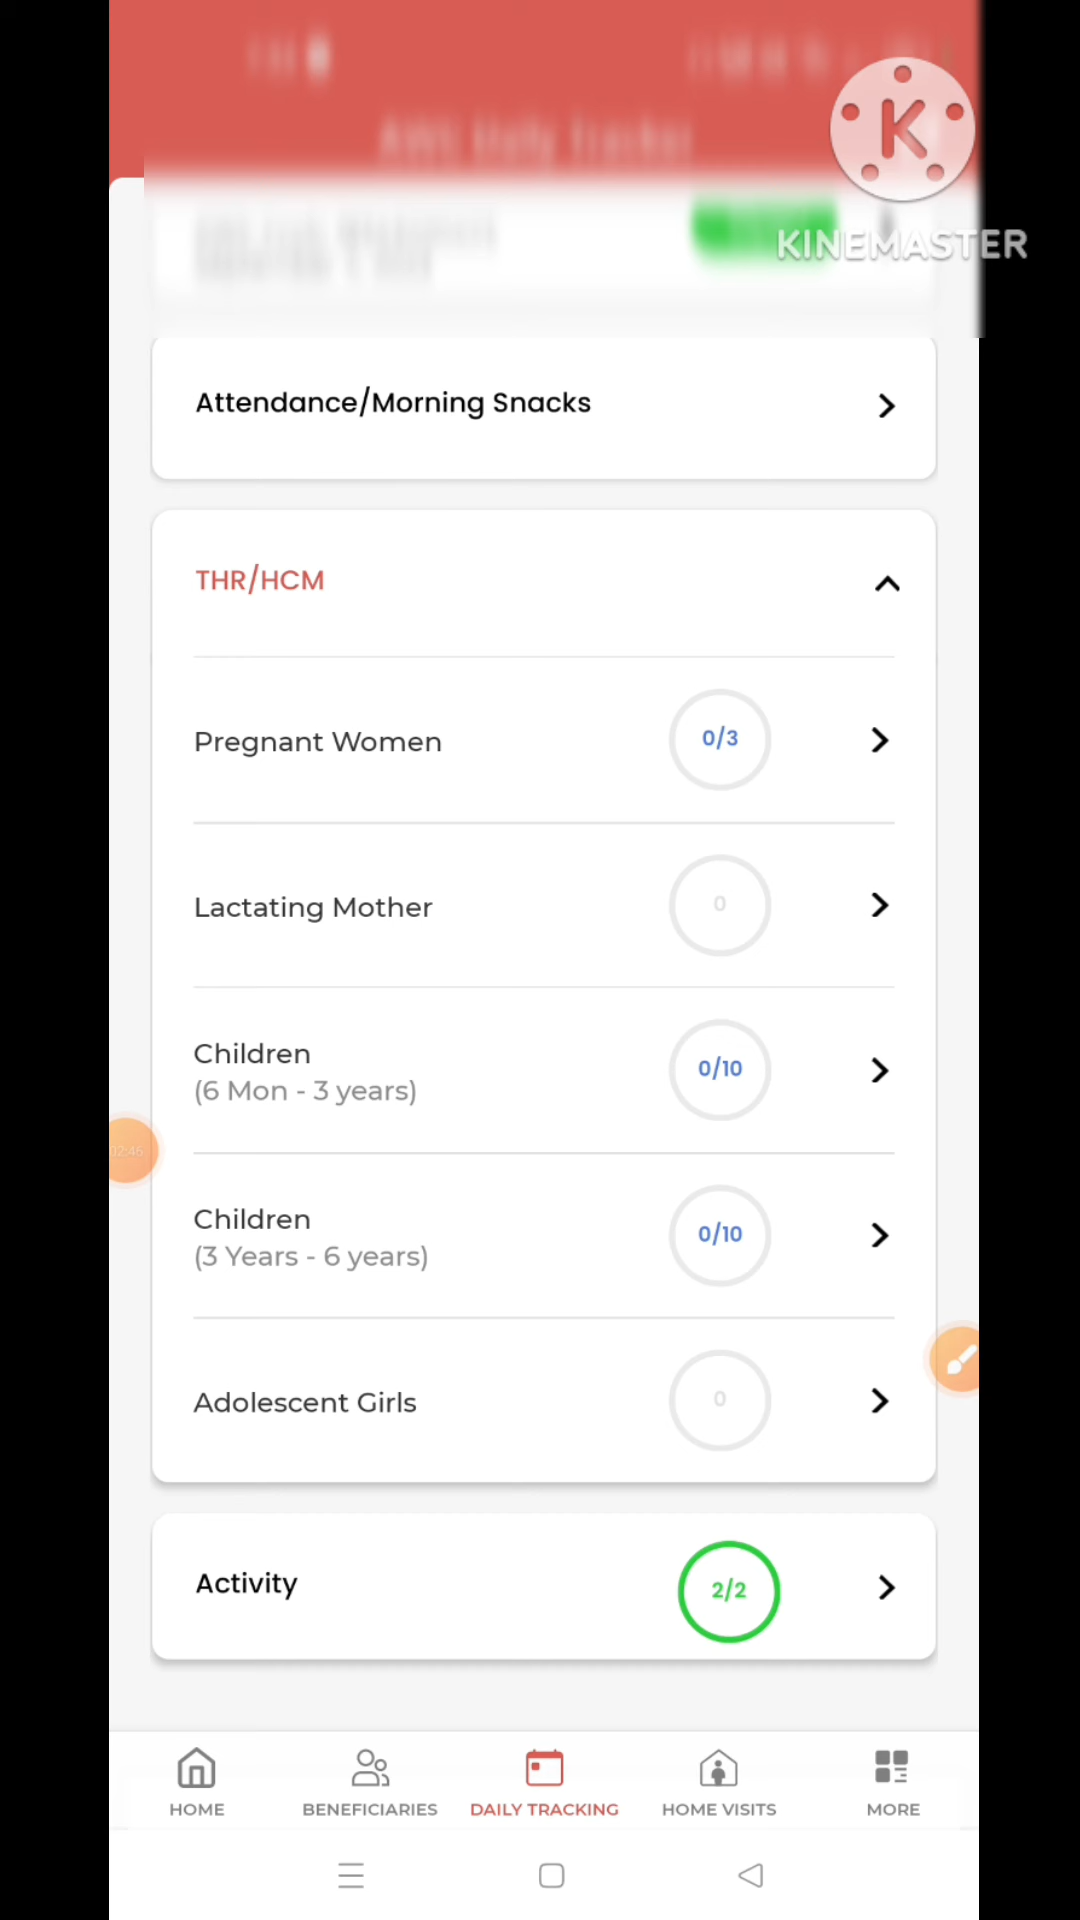 KINEMASTER
Attendance/Morning Snacks
THR/HCM
Pregnant Women 0/3
Lactating Mother 0
Children
(6 Mon - 3 years) 0/10
02:46
Children
(3 Years - 6 years) 0/10
Adolescent Girls 0
Activity 2/2
HOME BENEFICIARIES DAILY TRACKING HOME VISITS MORE